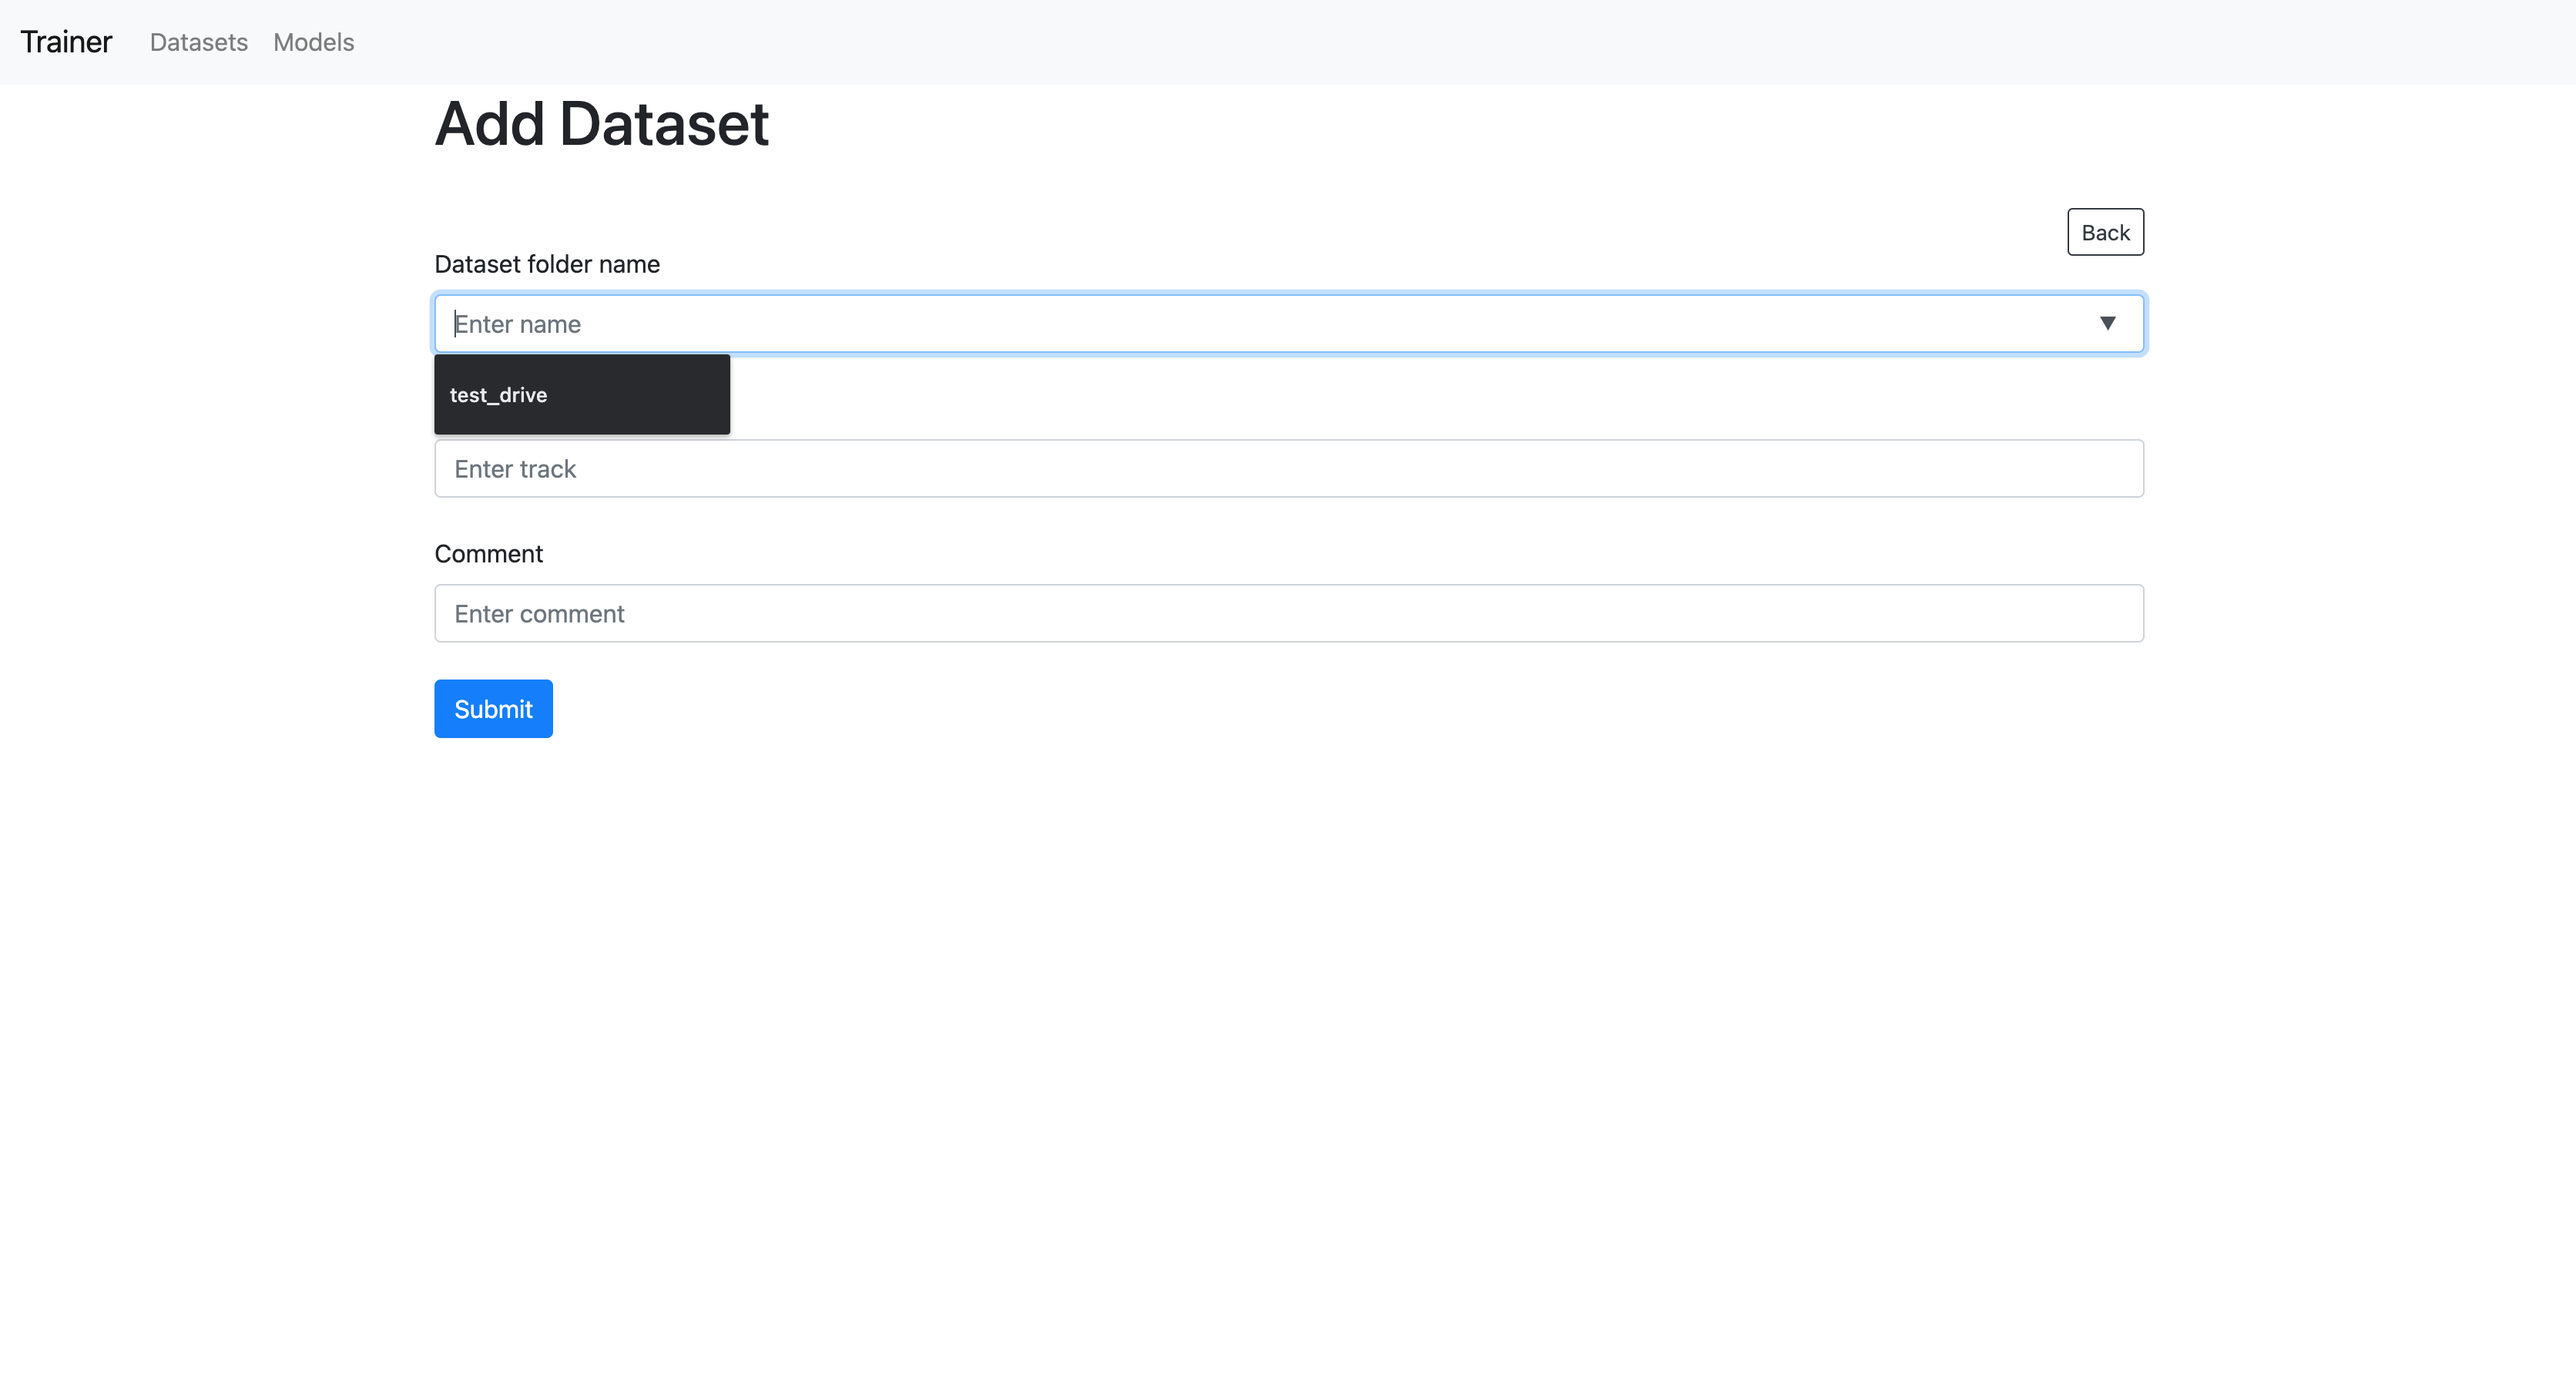 Trainer Datasets Models
Add Dataset
Back
Dataset folder name
Enter name ▼
test_drive
Enter track
Comment
Enter comment
Submit